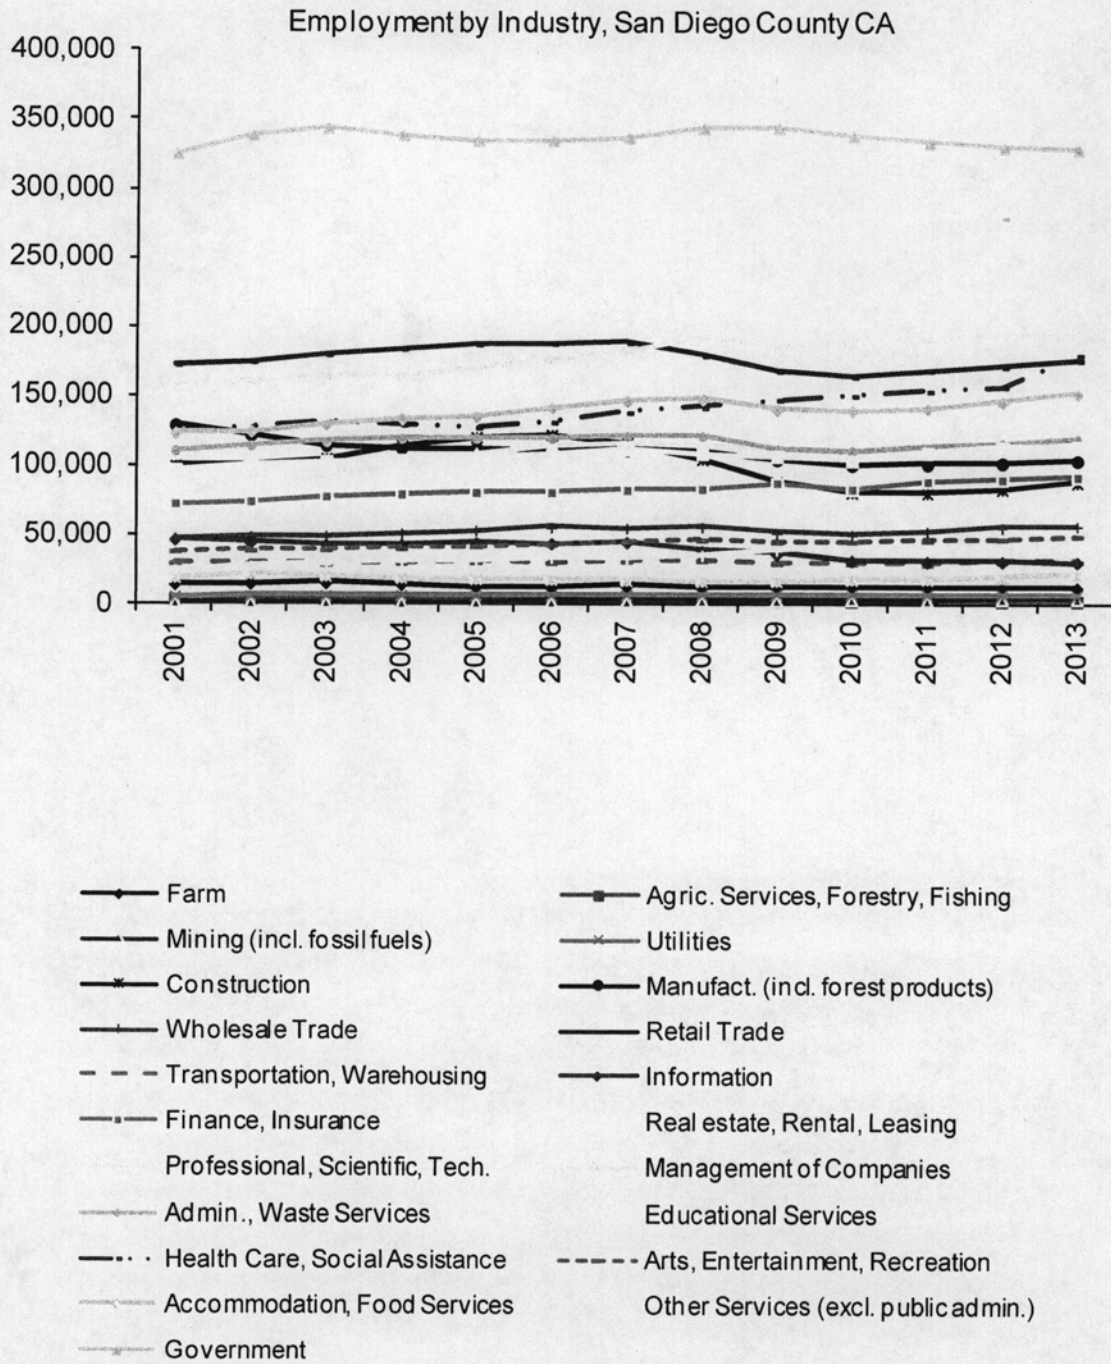 Employment by Industry, San Diego County CA
400,000
350,000
300,000
250,000
200,000
150,000
100,000
50,000
0
2001 2002 2003 2004 2005 2006 2007 2008 2009 2010 2011 2012 2013
Farm
Agric. Services, Forestry, Fishing
Mining (incl. fossil fuels)
Utilities
Construction
Manufact. (incl. forest products)
Wholesale Trade
Retail Trade
Transportation, Warehousing
Information
Finance, Insurance
Real estate, Rental, Leasing
Professional, Scientific, Tech.
Management of Companies
Admin., Waste Services
Educational Services
Health Care, Social Assistance
Arts, Entertainment, Recreation
Accommodation, Food Services
Other Services (excl. public admin.)
Government